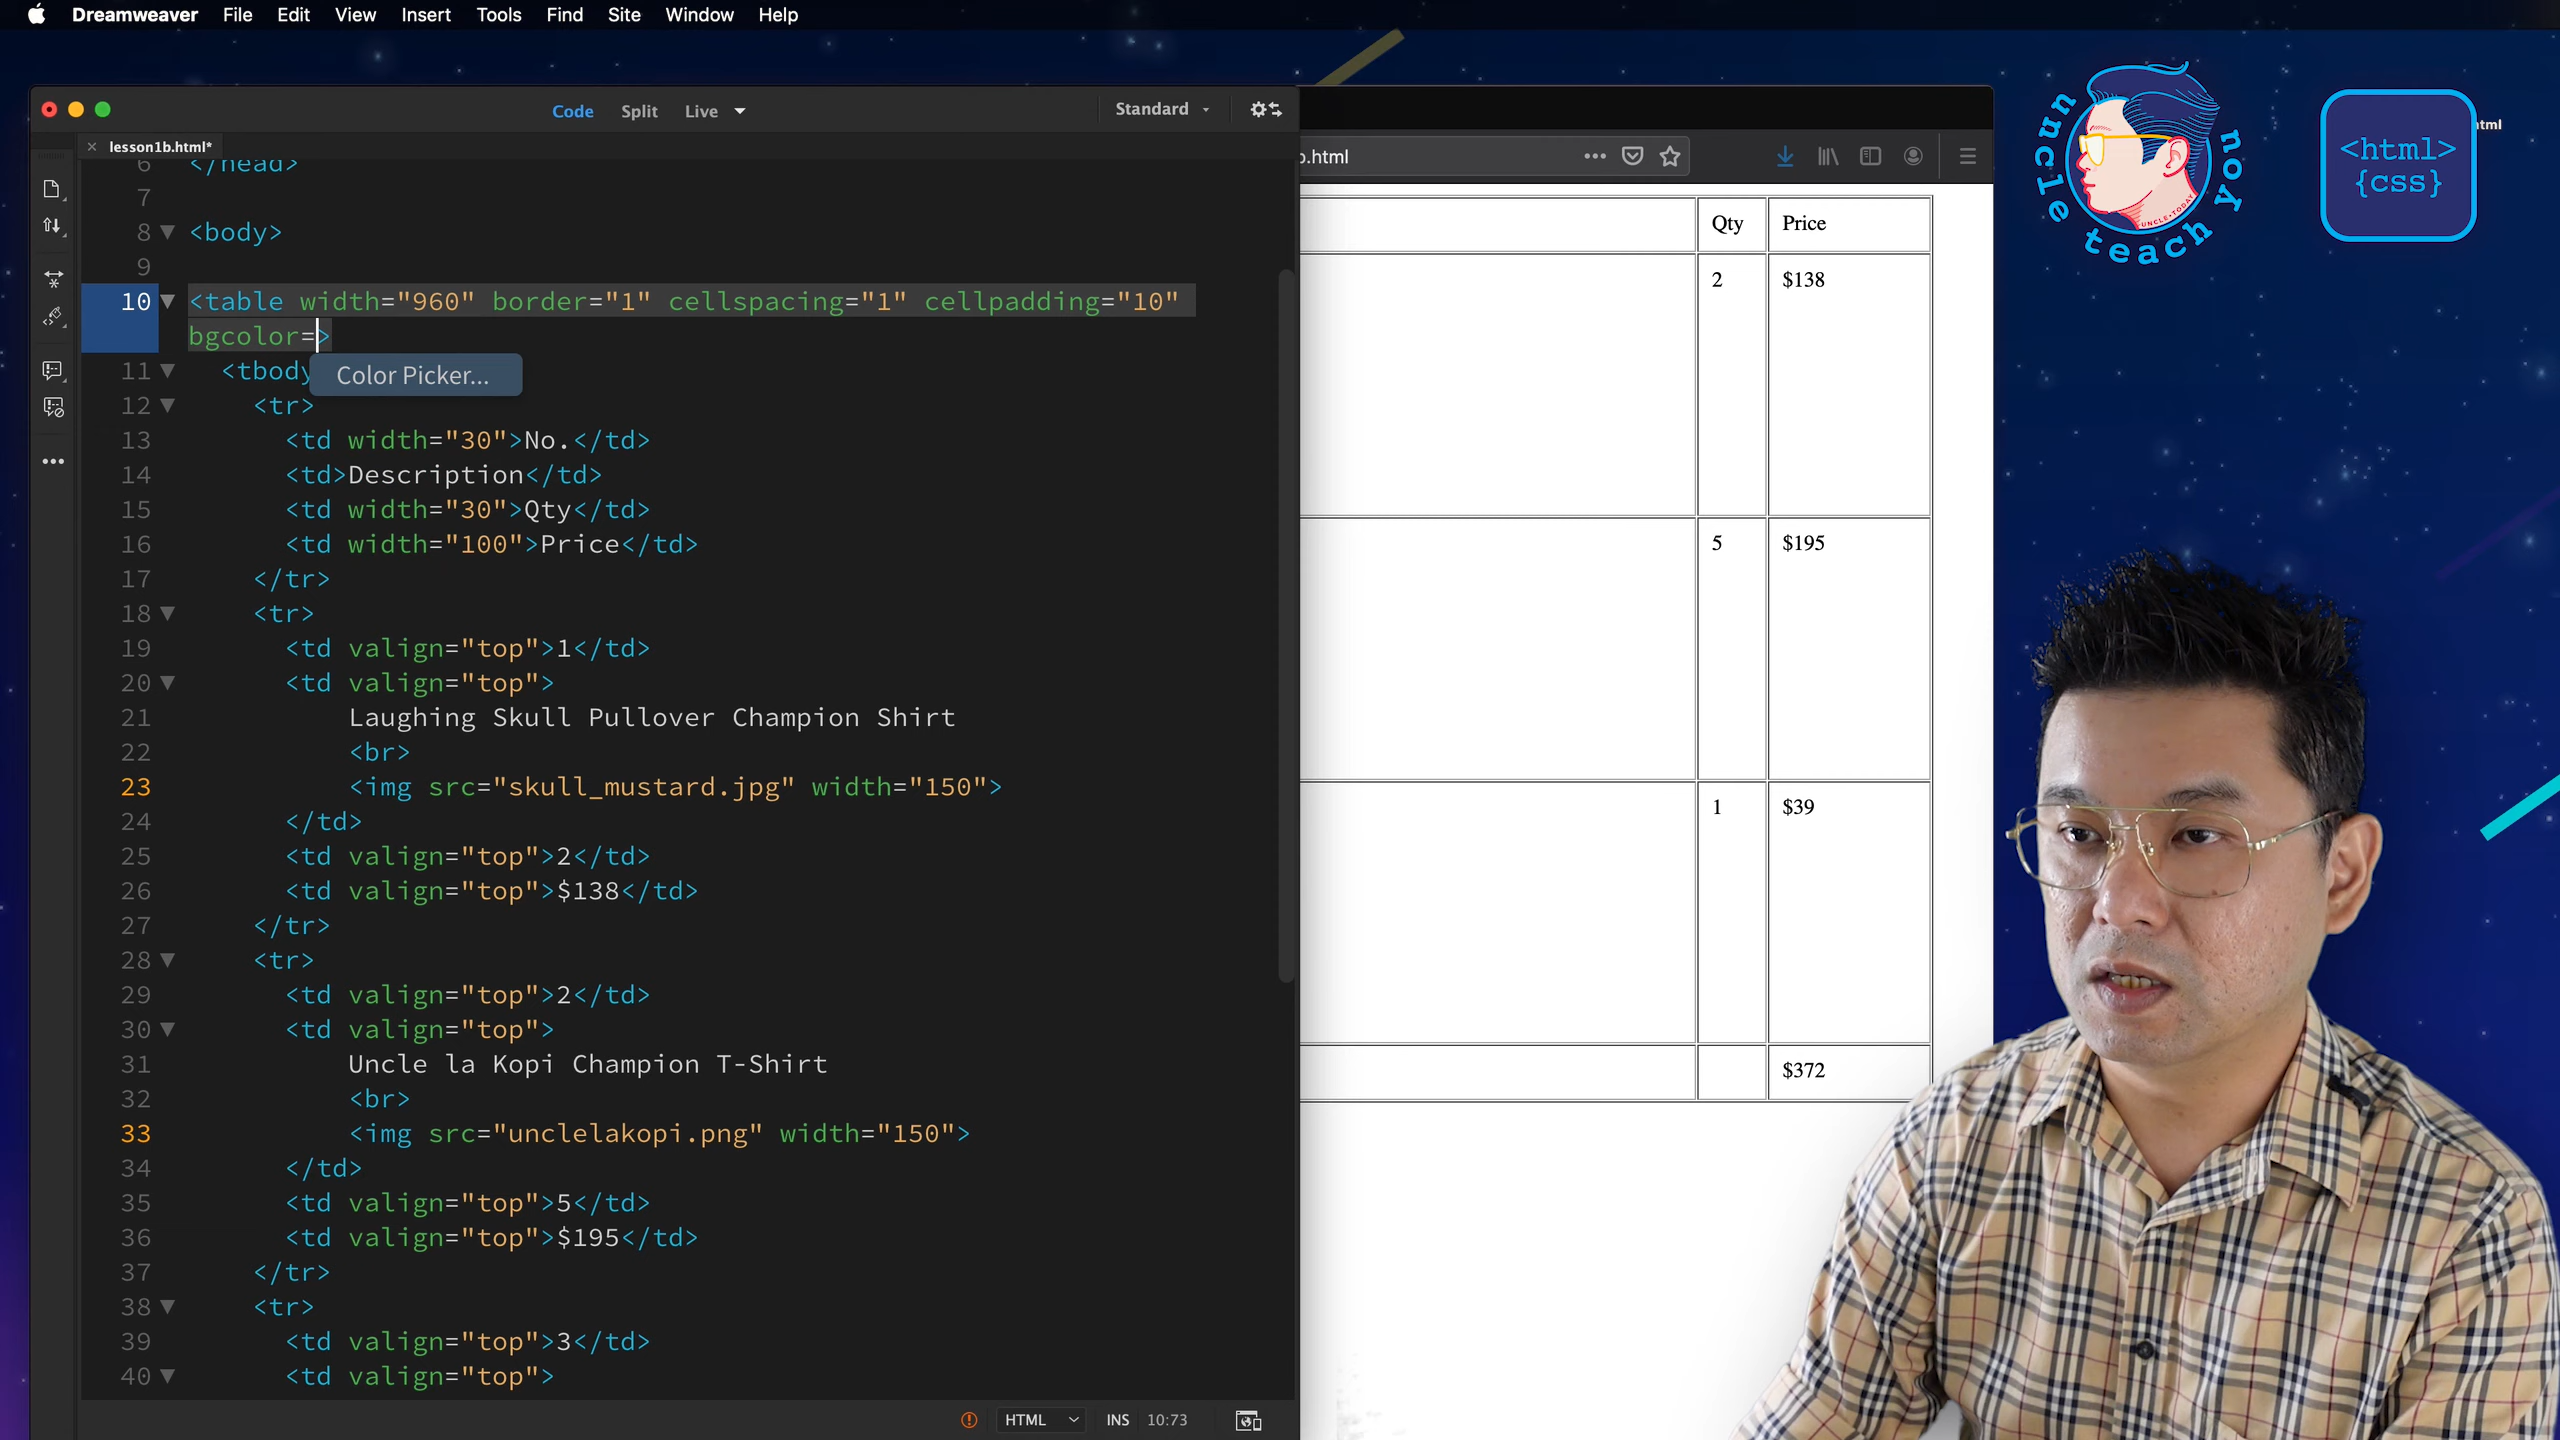 Dreamweaver File Edit View Insert Tools Find Site Window Help
Code Split Live Standard
lesson1b.html*
6 </head>
7
8 <body>
9
10 <table width="960" border="1" cellspacing="1" cellpadding="10"
bgcolor=>
Color Picker...
11 <tbody
12 <tr>
13 <td width="30">No.</td>
14 <td>Description</td>
15 <td width="30">Qty</td>
16 <td width="100">Price</td>
17 </tr>
18 <tr>
19 <td valign="top">1</td>
20 <td valign="top">
21 Laughing Skull Pullover Champion Shirt
22 <br>
23 <img src="skull_mustard.jpg" width="150">
24 </td>
25 <td valign="top">2</td>
26 <td valign="top">$138</td>
27 </tr>
28 <tr>
29 <td valign="top">2</td>
30 <td valign="top">
31 Uncle la Kopi Champion T-Shirt
32 <br>
33 <img src="unclelakopi.png" width="150">
34 </td>
35 <td valign="top">5</td>
36 <td valign="top">$195</td>
37 </tr>
38 <tr>
39 <td valign="top">3</td>
40 <td valign="top">
HTML INS 10:73
b.html
Qty Price
2 $138
5 $195
1 $39
$372
uncle teach you
UNCLE·TODAY
<html>
{css}
html